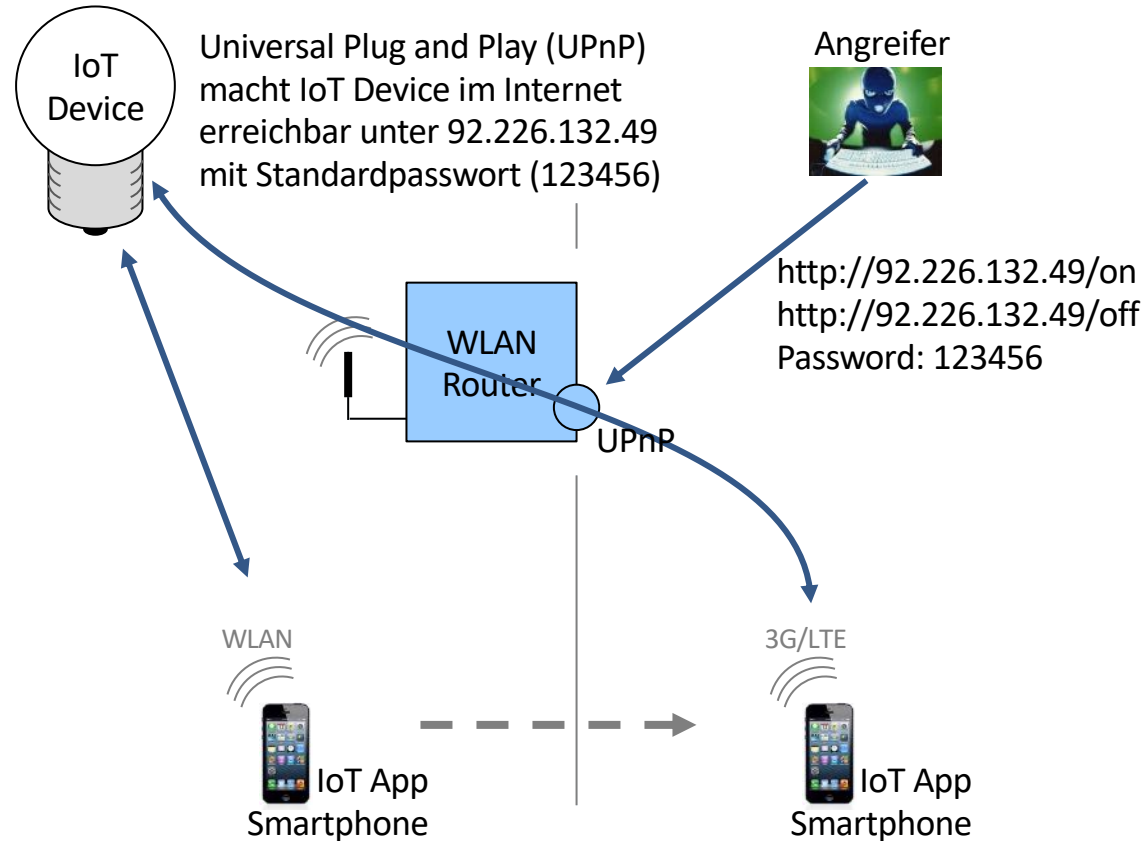 IoT
Device
Universal Plug and Play (UPnP)
macht IoT Device im Internet
erreichbar unter 92.226.132.49
mit Standardpasswort (123456)
Angreifer
http://92.226.132.49/on
http://92.226.132.49/off
Password: 123456
WLAN
Router
UPnP
WLAN
3G/LTE
IoT App
Smartphone
IoT App
Smartphone